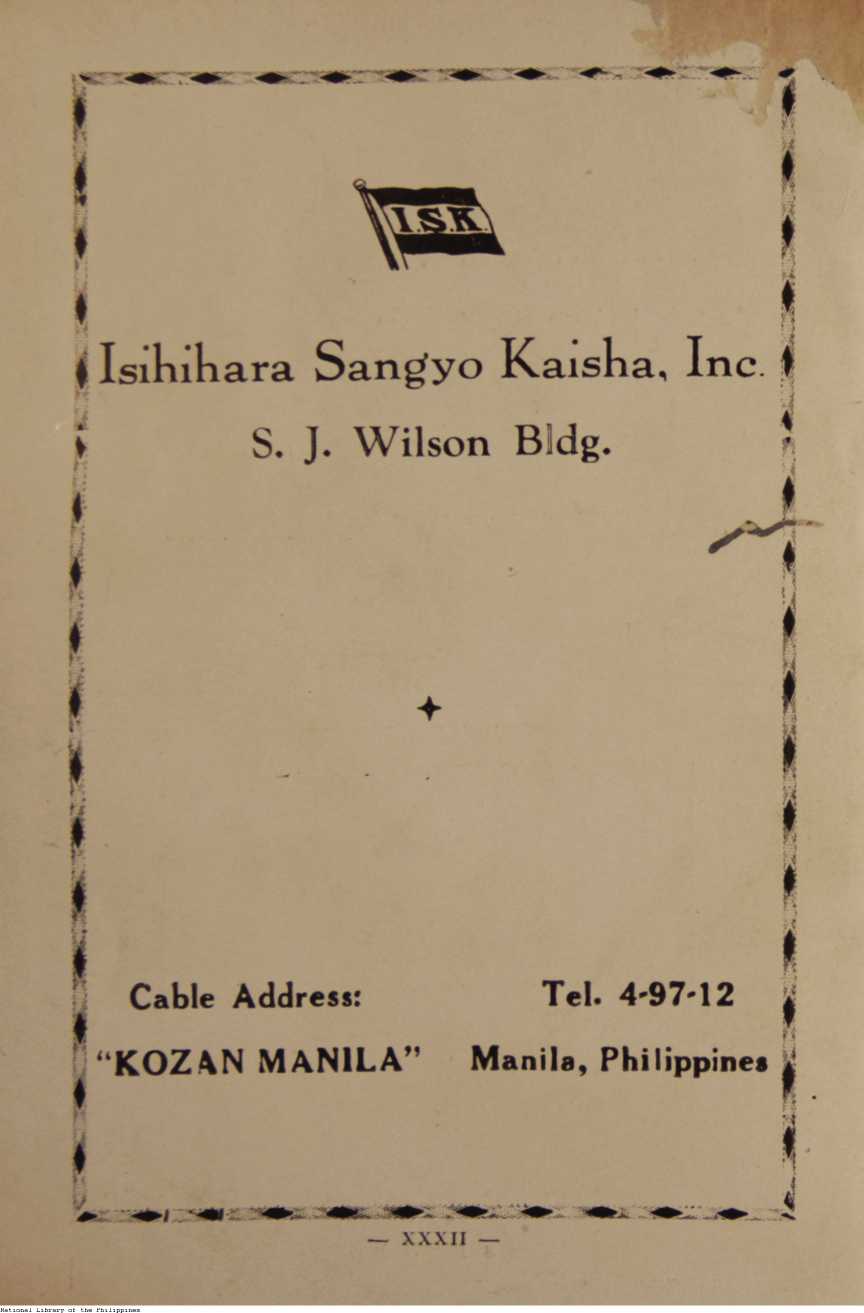 I.S.K.
Isihihara Sangyo Kaisha, Inc.
S. J. Wilson Bldg.
Cable Address:
Tel. 4-97-12
"KOZAN MANILA"
Manila, Philippines
— XXXII —
National Library of the Philippines